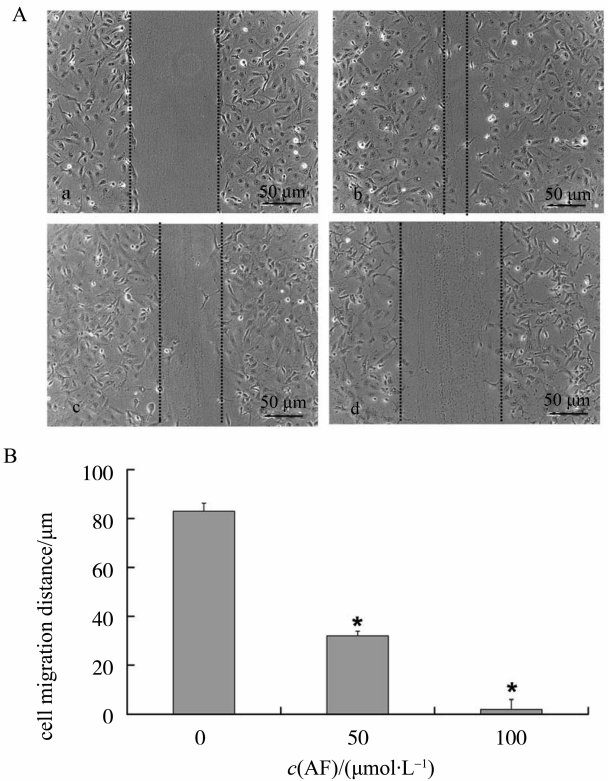 A
a
50 μm
b
50 μm
c
50 μm
d
50 μm
B
cell migration distance/μm
100
80
60
40
20
0
*
*
0
50
100
c(AF)/(μmol·L⁻¹)